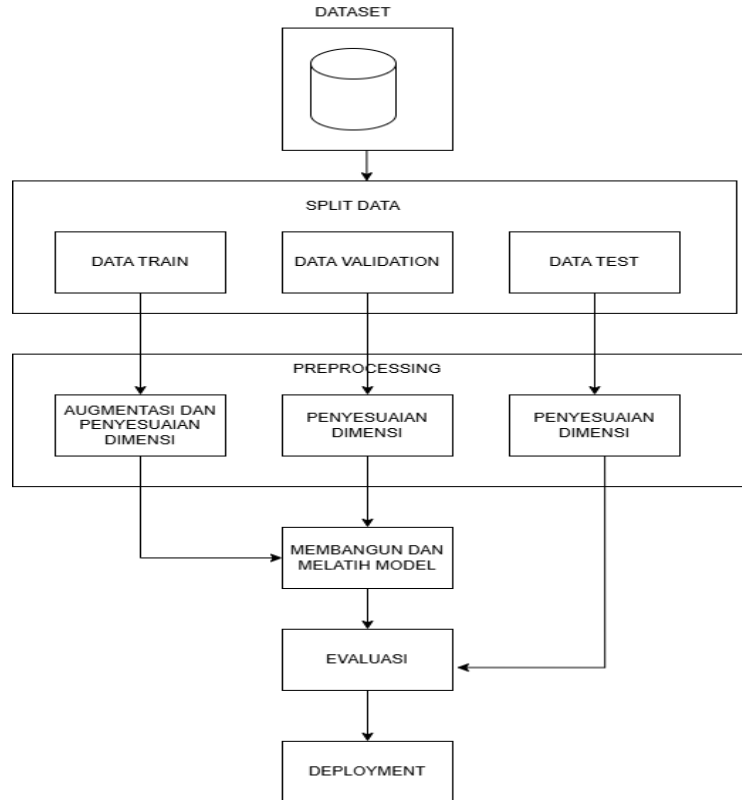 DATASET
SPLIT DATA
DATA TRAIN
DATA VALIDATION
DATA TEST
PREPROCESSING
AUGMENTASI DAN
PENYESUAIAN
DIMENSI
PENYESUAIAN
DIMENSI
PENYESUAIAN
DIMENSI
MEMBANGUN DAN
MELATIH MODEL
EVALUASI
DEPLOYMENT